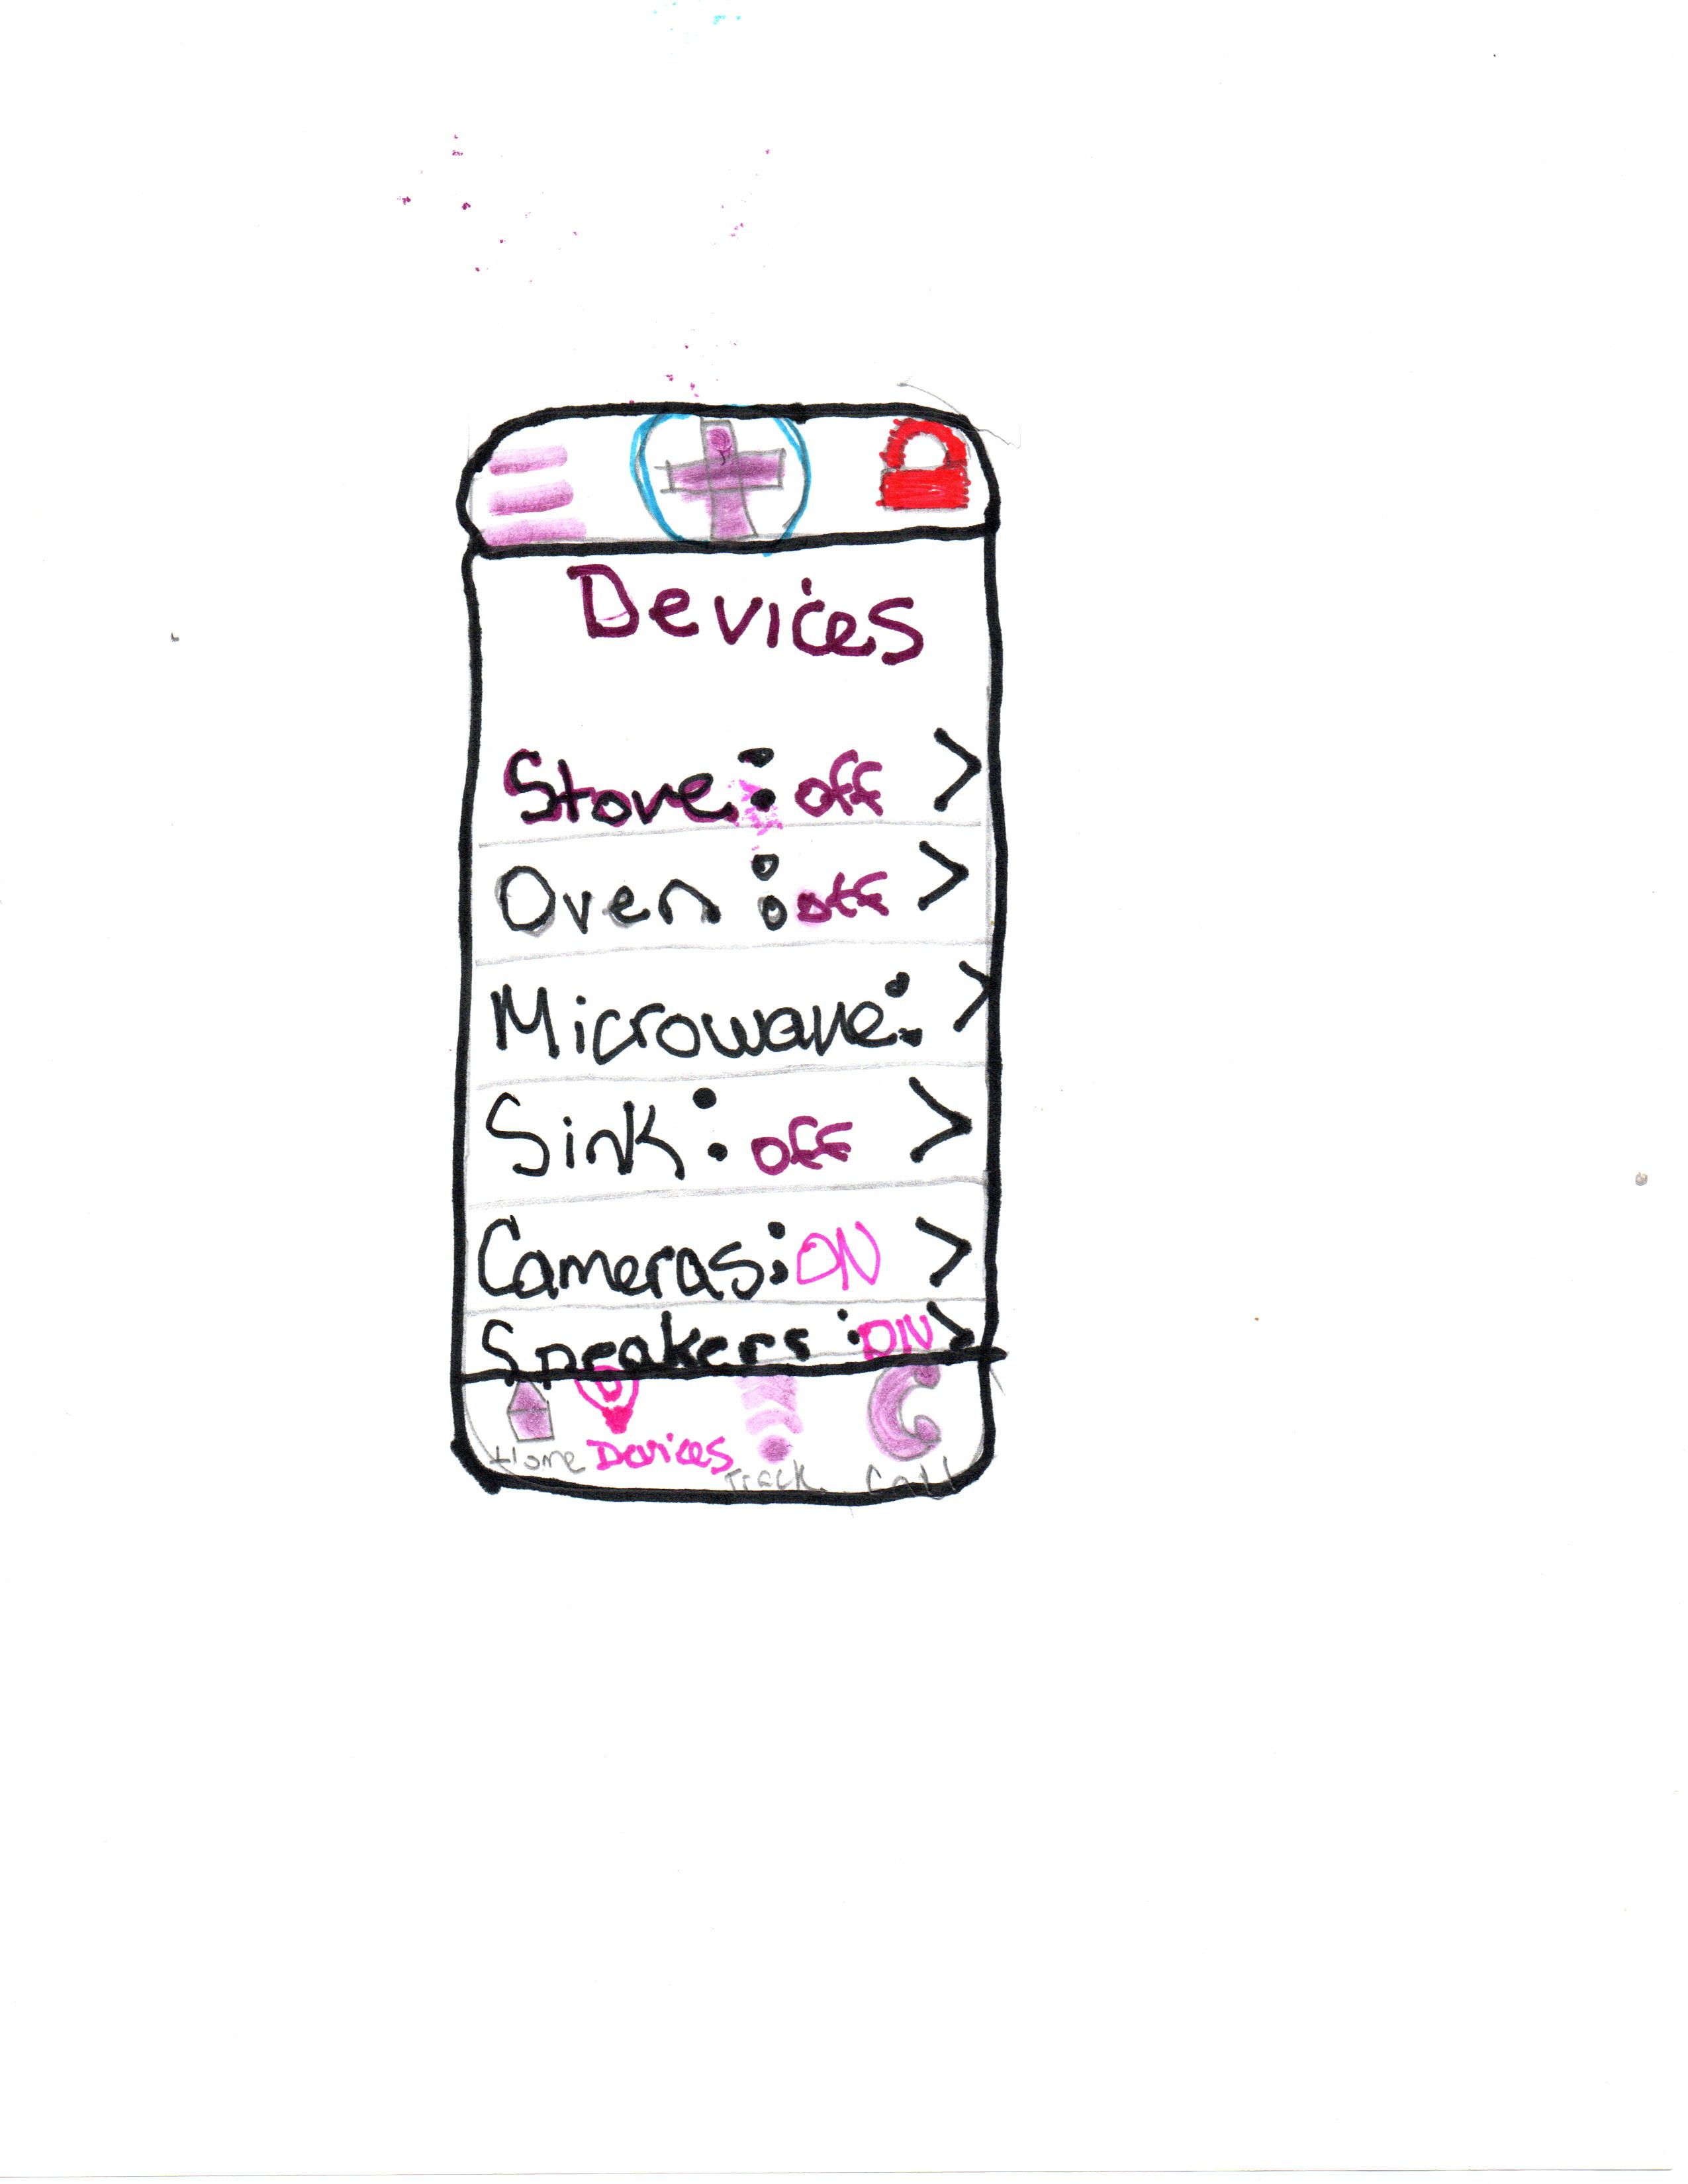 Devices
Stove: off >
Oven: off >
Microwave: >
Sink: off >
Cameras: ON >
Speakers: ON >
Home Devices Track Call